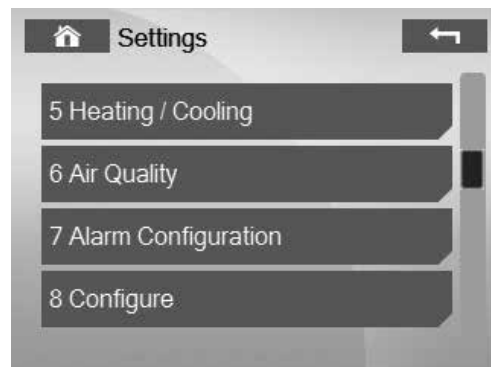 Settings
5 Heating / Cooling
6 Air Quality
7 Alarm Configuration
8 Configure